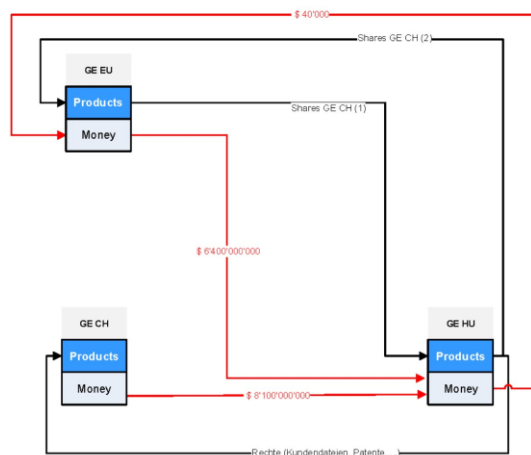 $ 40'000
Shares GE CH (2)
GE EU
Products
Shares GE CH (1)
Money
$ 6'400'000'000
GE CH
GE HU
Products
Products
Money
Money
$ 8'100'000'000
Rechte (Kundendateien, Patente ...)